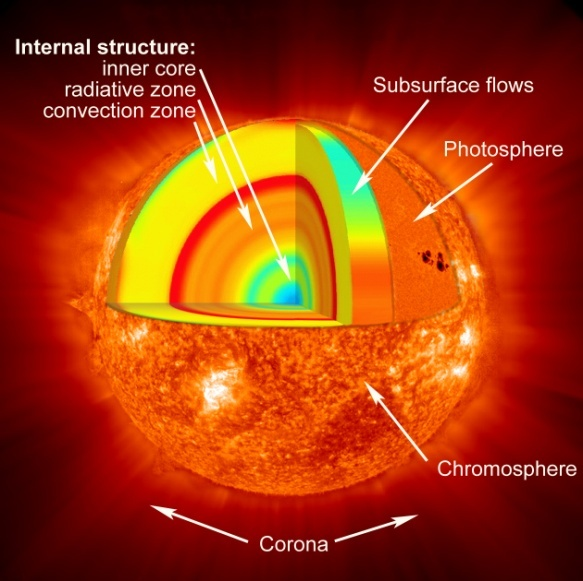 Internal structure:
inner core
radiative zone
convection zone
Subsurface flows
Photosphere
Chromosphere
Corona